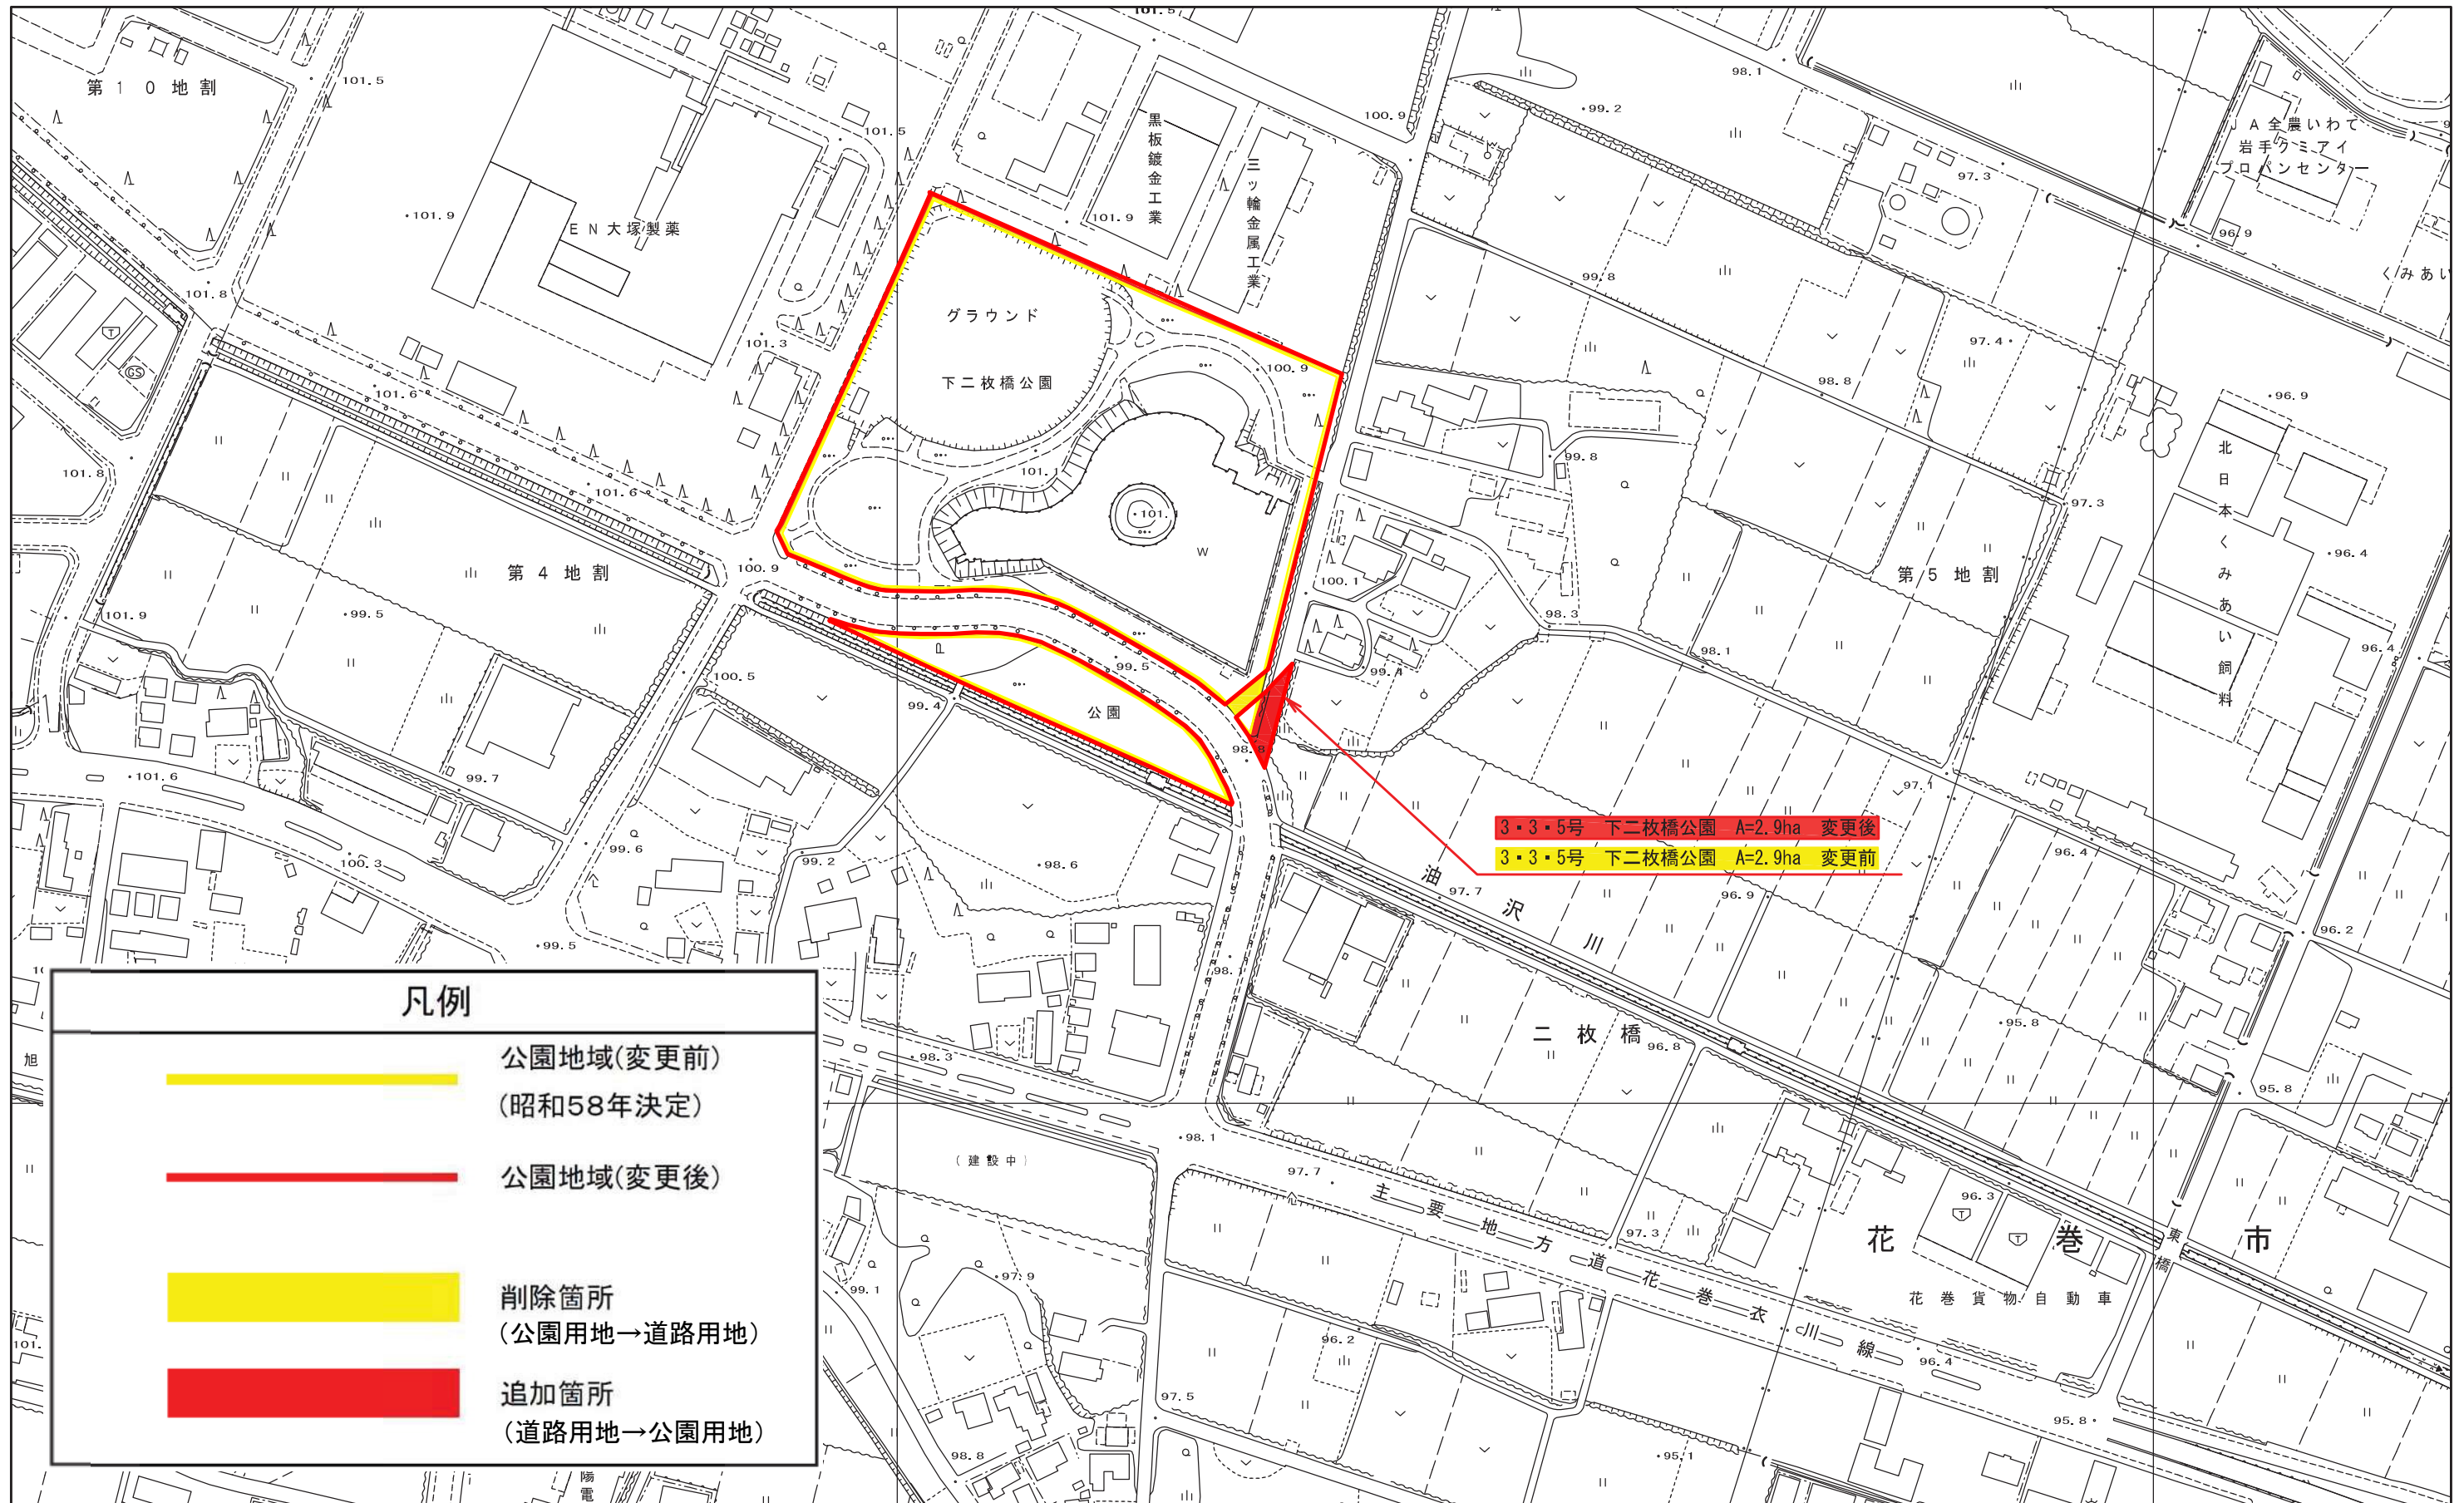 101.5
第10地割
101.5
101.5
黒板鍍金工業
三ッ輪金属工業
100.9
98.1
99.2
JA全農いわて
岩手クミアイ
プロパンセンター
97.3
96.9
くみあい
101.9
EN大塚製薬
101.9
101.8
101.3
グラウンド
下二枚橋公園
100.9
99.8
97.4
98.8
96.9
北日本くみあい飼料
101.6
101.8
101.6
101.1
101.1
W
99.8
97.3
96.4
GS
第4地割
100.9
100.1
第5地割
101.9
99.5
98.3
98.1
96.4
99.5
100.5
99.4
99.4
公園
98.8
101.6
99.7
97.1
3・3・5号 下二枚橋公園 A=2.9ha 変更後
3・3・5号 下二枚橋公園 A=2.9ha 変更前
100.3
99.6
99.2
98.6
96.4
油沢川
97.7
96.9
96.2
99.5
98.1
95.8
二枚橋
96.8
95.8
98.3
98.1
(建設中)
97.7
主要地方道花巻衣川線
97.3
96.3
花巻市
東橋
花巻貨物自動車
97.9
99.1
96.2
96.4
97.5
95.8
95.1
98.8
旭
101.
陽電
凡例
公園地域(変更前)
(昭和58年決定)
公園地域(変更後)
削除箇所
(公園用地→道路用地)
追加箇所
(道路用地→公園用地)